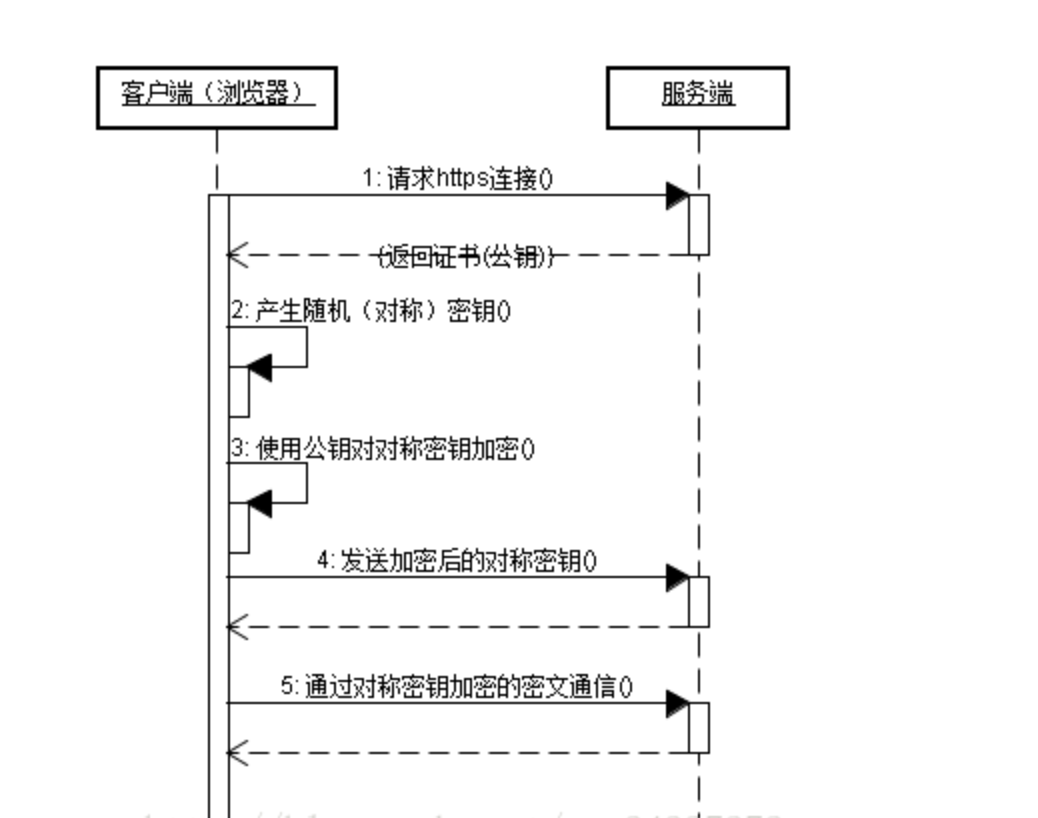 客户端（浏览器）
服务端
1: 请求https连接()
(返回证书(公钥))
2: 产生随机（对称）密钥()
3: 使用公钥对对称密钥加密()
4: 发送加密后的对称密钥()
5: 通过对称密钥加密的密文通信()